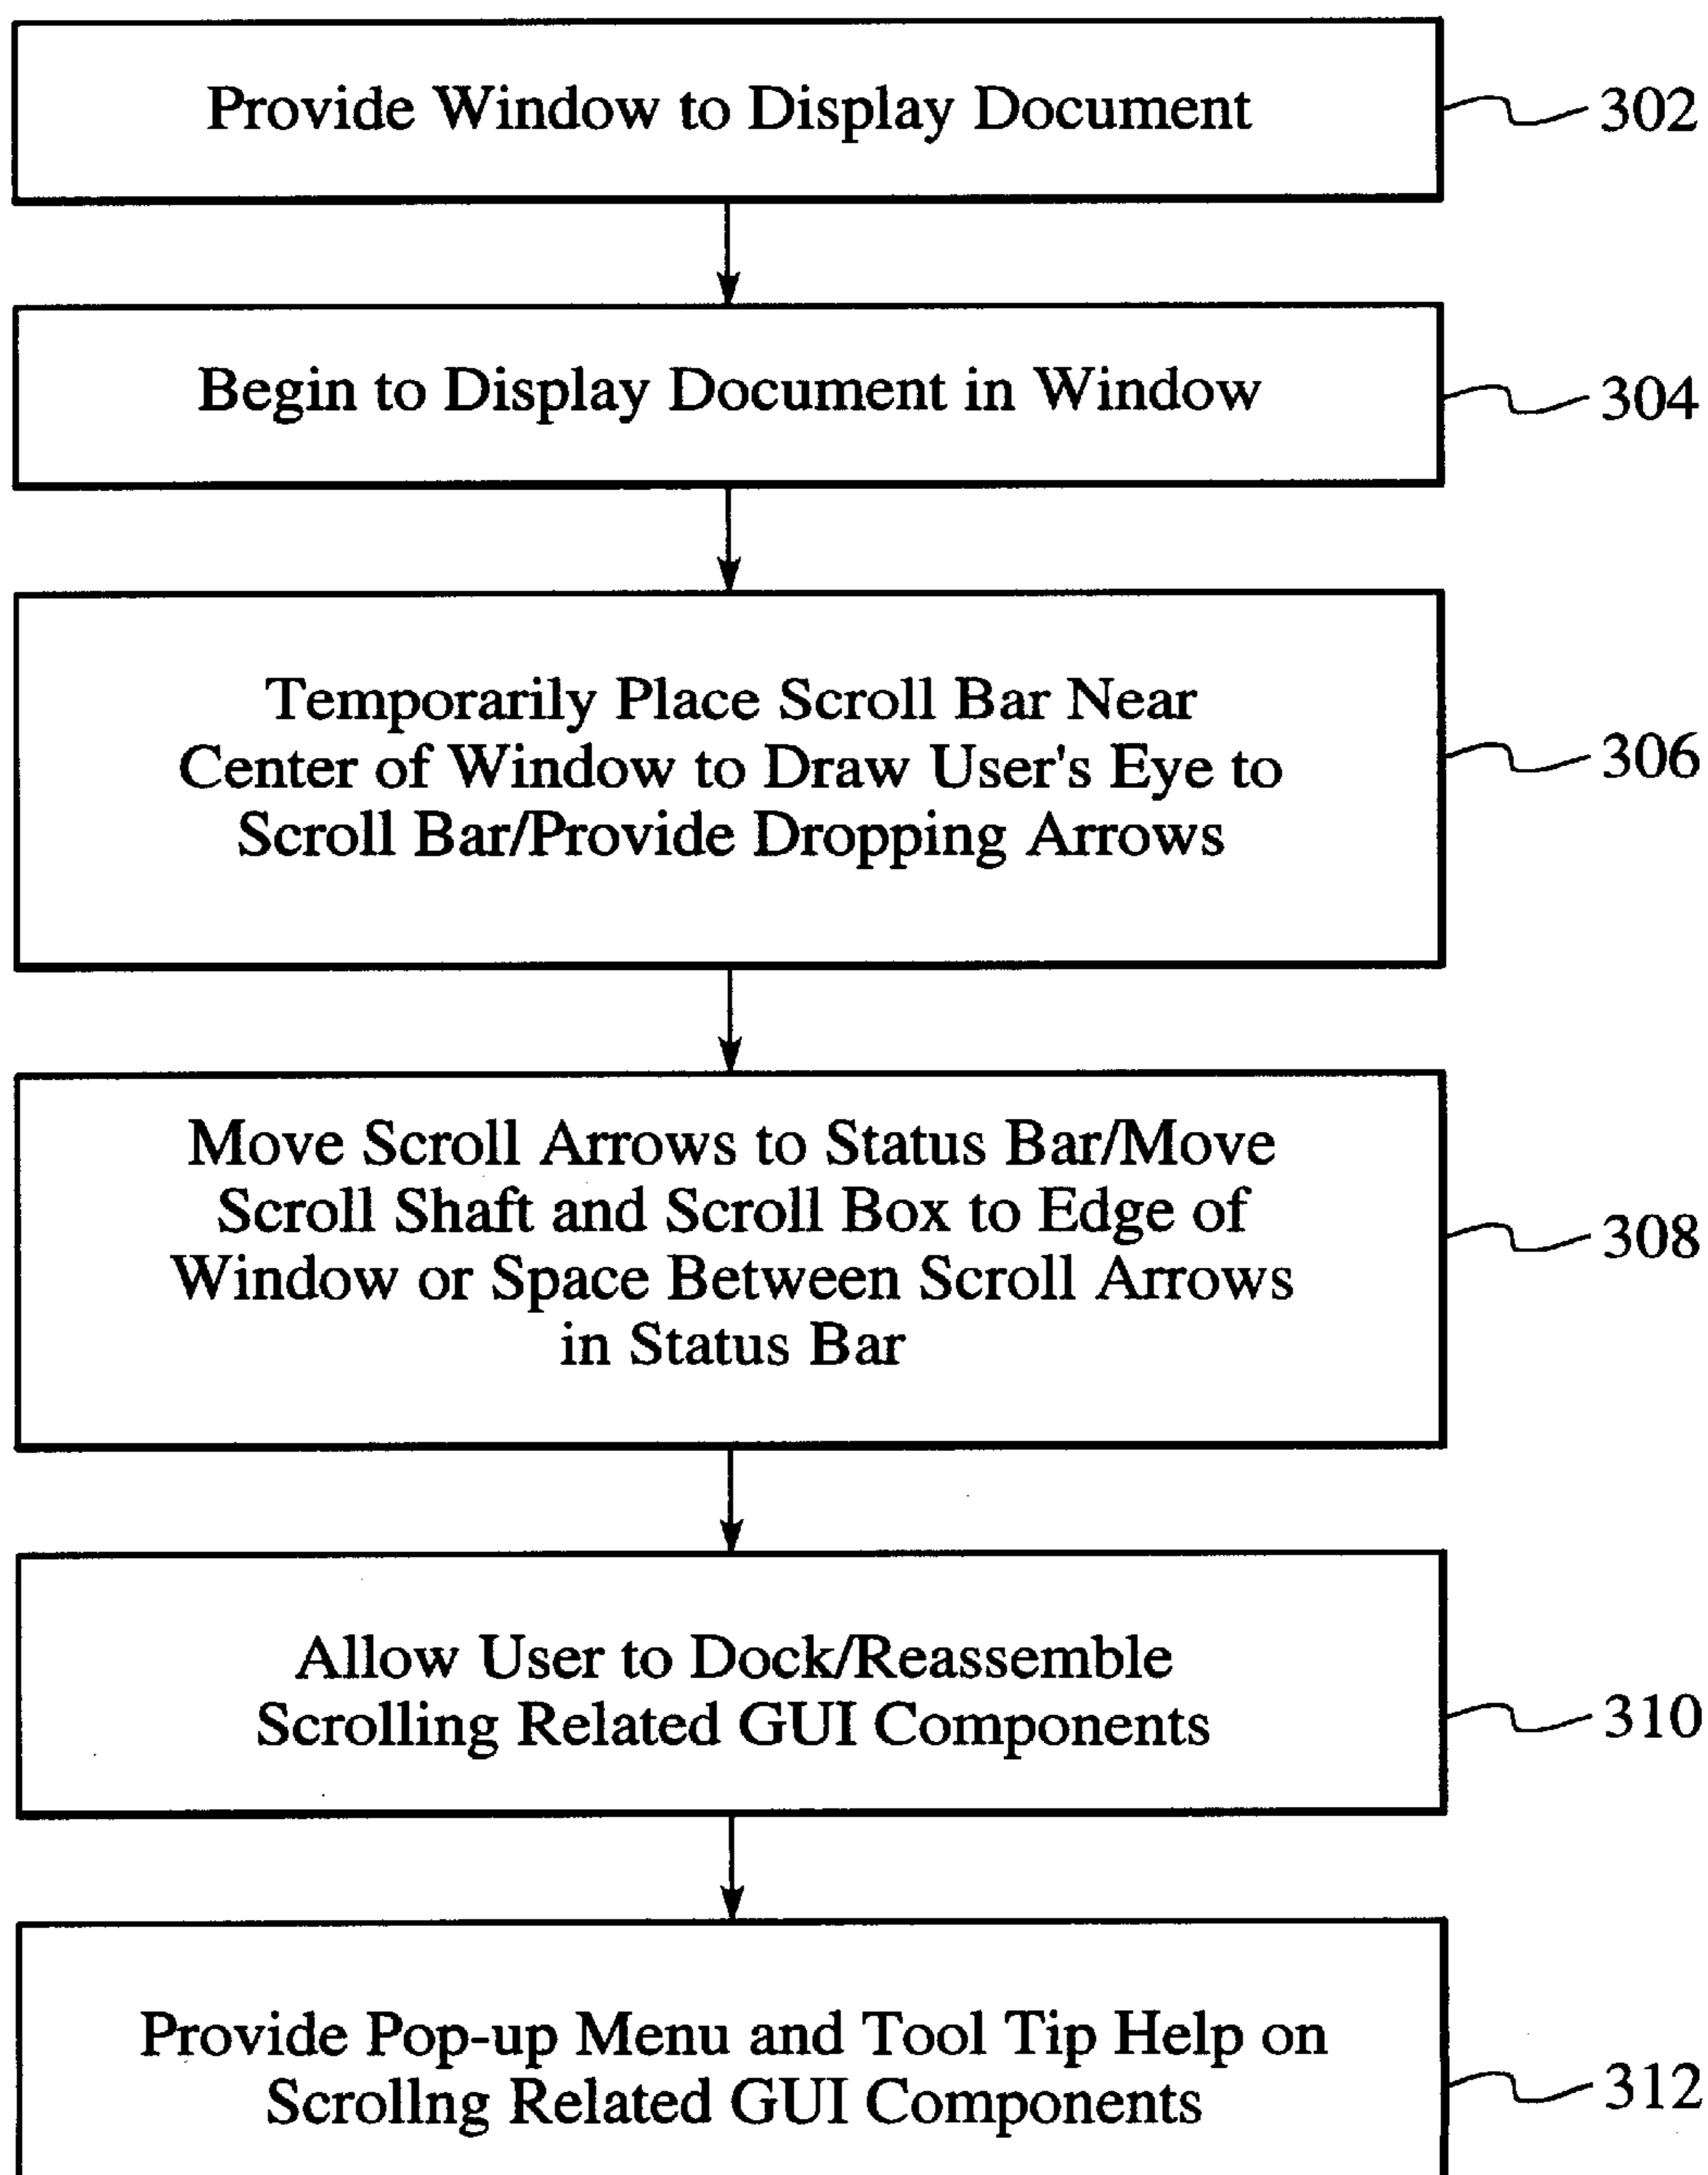 Provide Window to Display Document
302
Begin to Display Document in Window
304
Temporarily Place Scroll Bar Near
Center of Window to Draw User's Eye to
Scroll Bar/Provide Dropping Arrows
306
Move Scroll Arrows to Status Bar/Move
Scroll Shaft and Scroll Box to Edge of
Window or Space Between Scroll Arrows
in Status Bar
308
Allow User to Dock/Reassemble
Scrolling Related GUI Components
310
Provide Pop-up Menu and Tool Tip Help on
Scrollng Related GUI Components
312